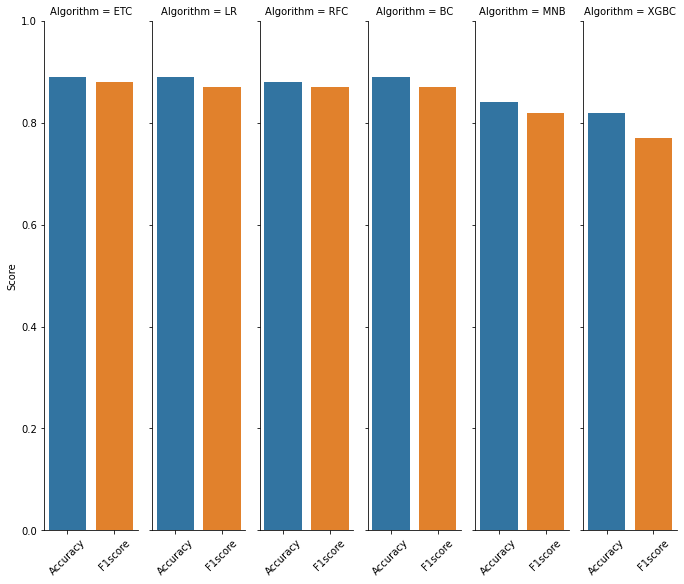 Algorithm = ETC
Algorithm = LR
Algorithm = RFC
Algorithm = BC
Algorithm = MNB
Algorithm = XGBC
1.0
0.8
0.6
0.4
0.2
0.0
Score
Accuracy
F1score
Accuracy
F1score
Accuracy
F1score
Accuracy
F1score
Accuracy
F1score
Accuracy
F1score